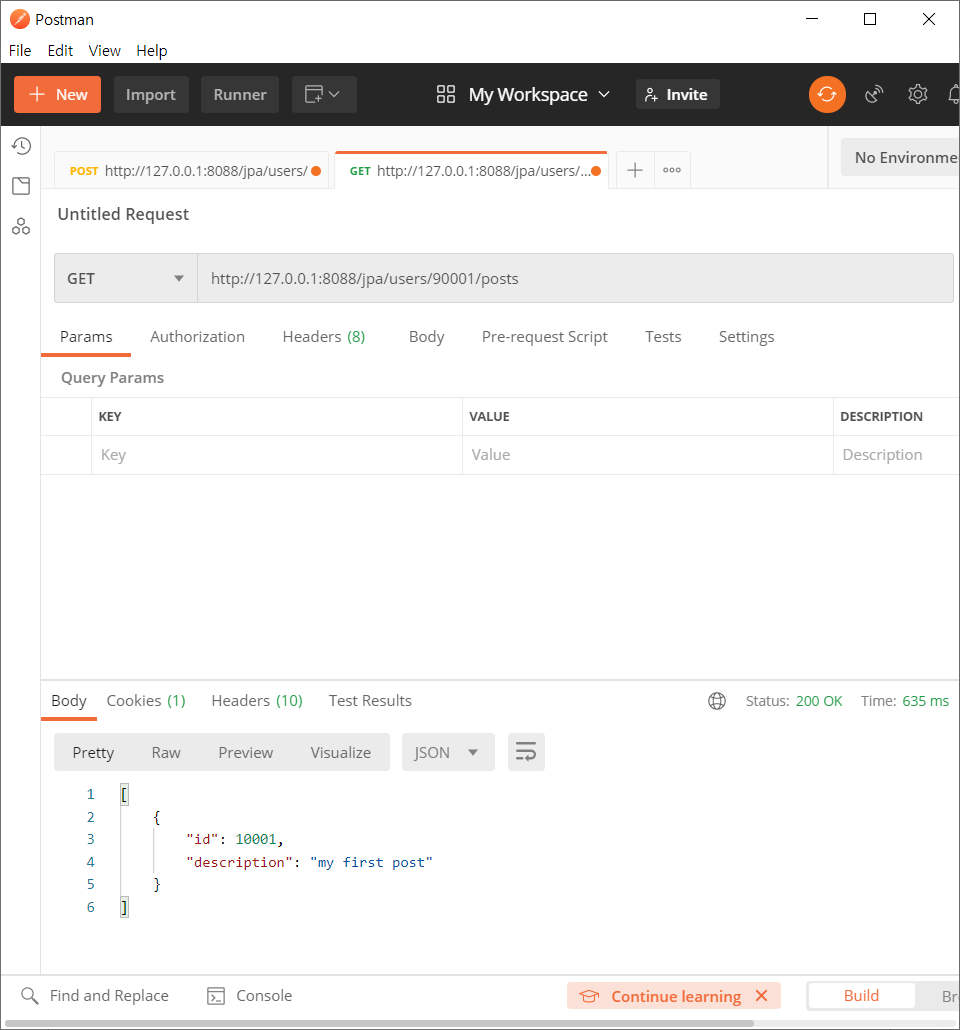 Postman
File Edit View Help
New Import Runner My Workspace Invite
POST http://127.0.0.1:8088/jpa/users/ GET http://127.0.0.1:8088/jpa/users/... No Environme
Untitled Request
GET http://127.0.0.1:8088/jpa/users/90001/posts
Params Authorization Headers (8) Body Pre-request Script Tests Settings
Query Params
KEY VALUE DESCRIPTION
Key Value Description
Body Cookies (1) Headers (10) Test Results Status: 200 OK Time: 635 ms
Pretty Raw Preview Visualize JSON
1 [
2 {
3 "id": 10001,
4 "description": "my first post"
5 }
6 ]
Find and Replace Console Continue learning Build Br